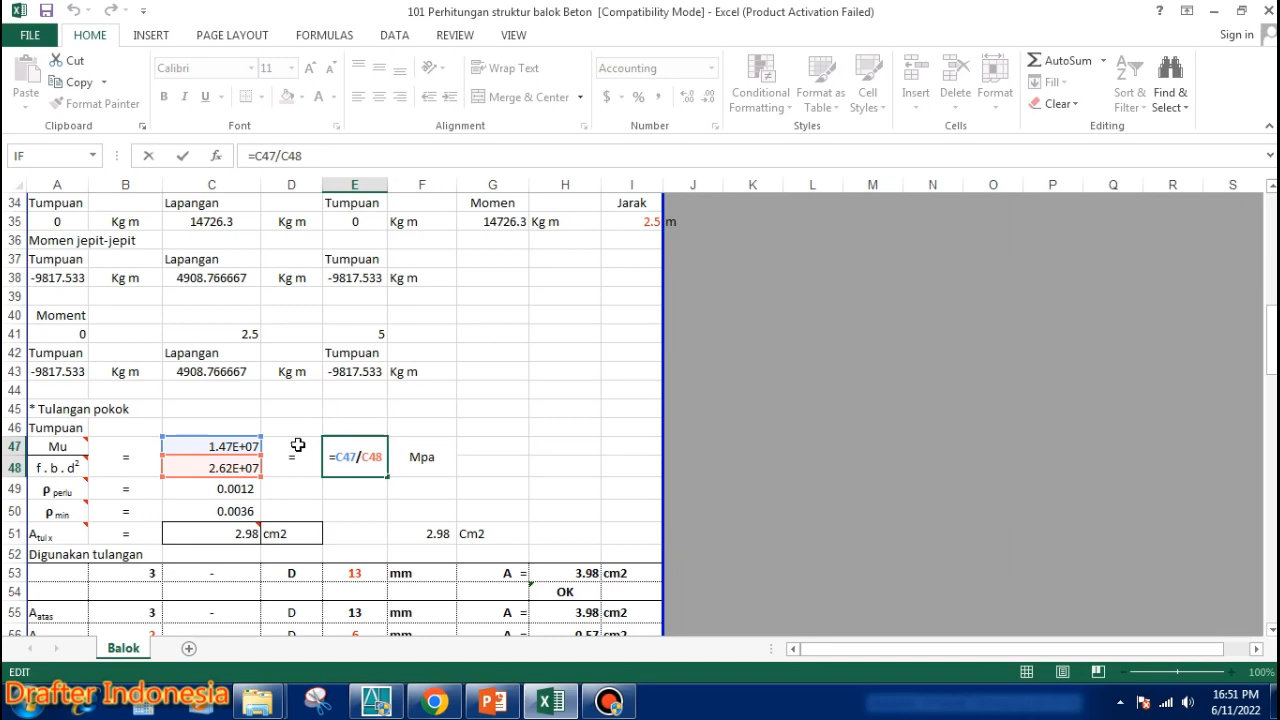 101 Perhitungan struktur balok Beton [Compatibility Mode] - Excel (Product Activation Failed)
FILE HOME INSERT PAGE LAYOUT FORMULAS DATA REVIEW VIEW Sign in
Paste Cut Copy Format Painter
Clipboard
Calibri 11
B I U
Font
Wrap Text
Merge & Center
Alignment
Accounting
$ % ,
Number
Conditional Formatting Format as Table Cell Styles
Styles
Insert Delete Format
Cells
AutoSum Fill Clear Sort & Filter Find & Select
Editing
IF fx =C47/C48
A B C D E F G H I J K L M N O P Q R S
34 Tumpuan Lapangan Tumpuan Momen Jarak
35 0 Kg m 14726.3 Kg m 0 Kg m 14726.3 Kg m 2.5 m
36 Momen jepit-jepit
37 Tumpuan Lapangan Tumpuan
38 -9817.533 Kg m 4908.766667 Kg m -9817.533 Kg m
39
40 Moment
41 0 2.5 5
42 Tumpuan Lapangan Tumpuan
43 -9817.533 Kg m 4908.766667 Kg m -9817.533 Kg m
44
45 * Tulangan pokok
46 Tumpuan
47 Mu 1.47E+07
= = =C47/C48 Mpa
48 f . b . d² 2.62E+07
49 ρ perlu = 0.0012
50 ρ min = 0.0036
51 A tul x = 2.98 cm2 2.98 Cm2
52 Digunakan tulangan
53 3 - D 13 mm A = 3.98 cm2
54 OK
55 A atas 3 - D 13 mm A = 3.98 cm2
56 A 2 - D 6 mm A = 0.57 cm2
Balok
EDIT 100%
Drafter Indonesia
16:51 PM
6/11/2022